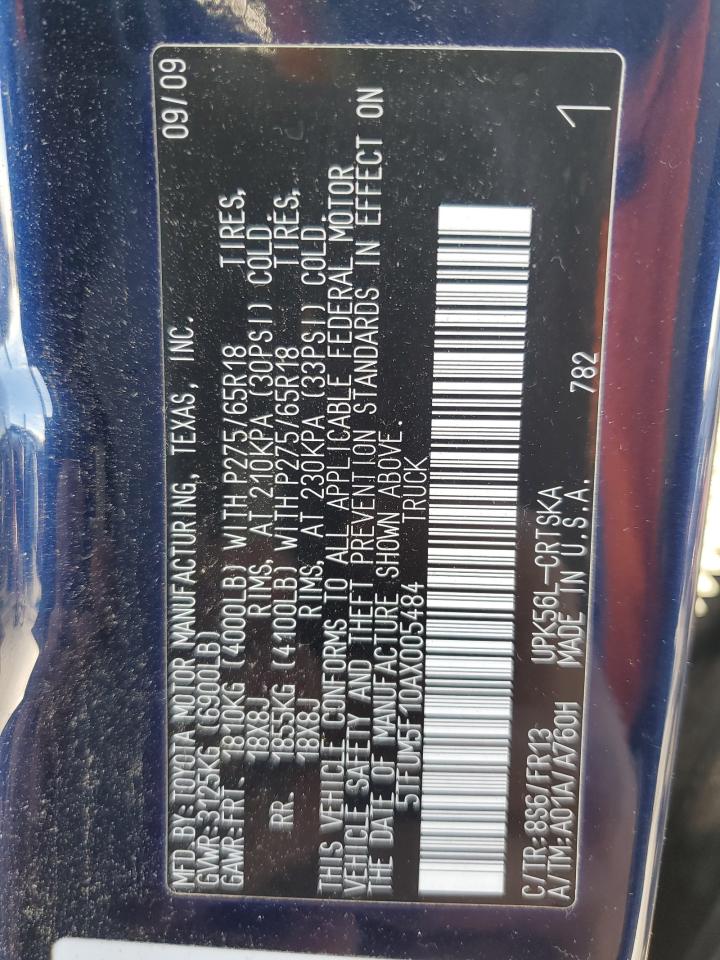 MFD.BY:TOYOTA MOTOR MANUFACTURING, TEXAS, INC. 09/09
GVWR:3125KG (6900LB)
GAWR:FRT. 1810KG (4000LB) WITH P275/65R18 TIRES,
18X8J RIMS, AT 210KPA (30PSI) COLD
RR. 1855KG (4100LB) WITH P275/65R18 TIRES,
18X8J RIMS, AT 230KPA (33PSI) COLD.
THIS VEHICLE CONFORMS TO ALL APPLICABLE FEDERAL MOTOR
VEHICLE SAFETY AND THEFT PREVENTION STANDARDS IN EFFECT ON
THE DATE OF MANUFACTURE SHOWN ABOVE.
5TFUM5F10AX005484 TRUCK
C/TR:8S6/FR13 UPK56L-CRTSKA 782 1
A/TM:A01A/A760H MADE IN U.S.A.